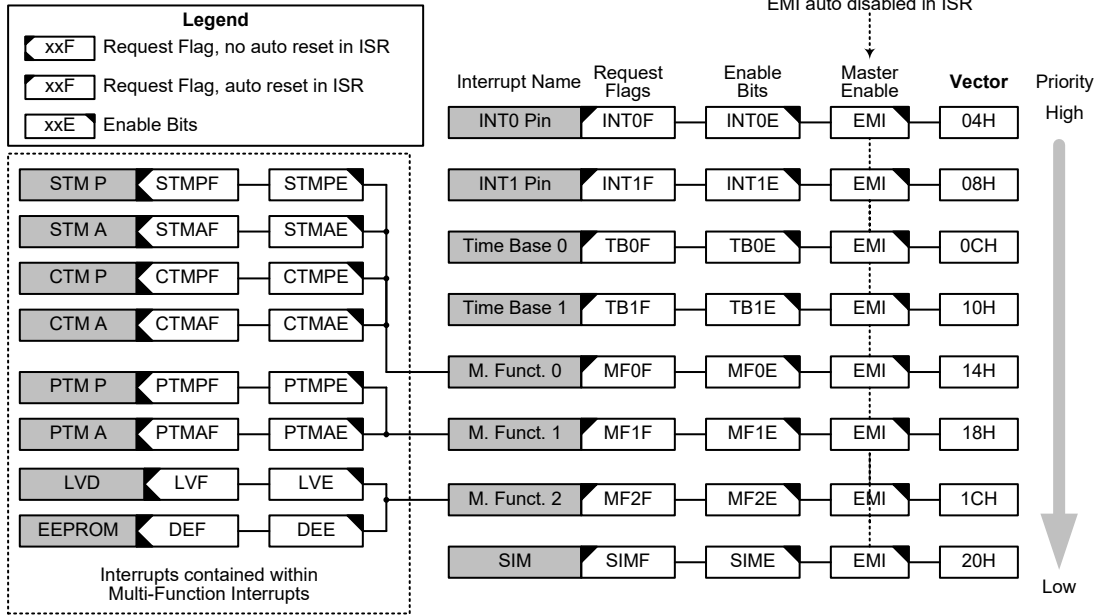 EMI auto disabled in ISR
Legend
xxF Request Flag, no auto reset in ISR
xxF Request Flag, auto reset in ISR
xxE Enable Bits
Interrupt Name Request Flags Enable Bits Master Enable Vector Priority
High
INT0 Pin INT0F INT0E EMI 04H
INT1 Pin INT1F INT1E EMI 08H
Time Base 0 TB0F TB0E EMI 0CH
Time Base 1 TB1F TB1E EMI 10H
M. Funct. 0 MF0F MF0E EMI 14H
M. Funct. 1 MF1F MF1E EMI 18H
M. Funct. 2 MF2F MF2E EMI 1CH
SIM SIMF SIME EMI 20H
Low
STM P STMPF STMPE
STM A STMAF STMAE
CTM P CTMPF CTMPE
CTM A CTMAF CTMAE
PTM P PTMPF PTMPE
PTM A PTMAF PTMAE
LVD LVF LVE
EEPROM DEF DEE
Interrupts contained within
Multi-Function Interrupts